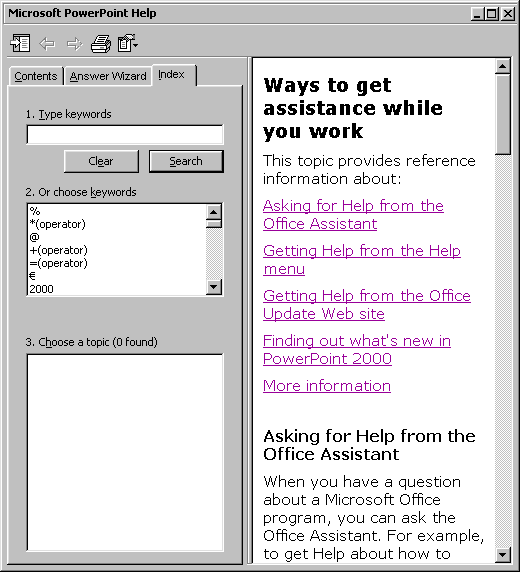 Microsoft PowerPoint Help
Contents
Answer Wizard
Index
1. Type keywords
Clear
Search
2. Or choose keywords
%
*(operator)
@
+(operator)
=(operator)
€
2000
3. Choose a topic (0 found)
Ways to get
assistance while
you work
This topic provides reference
information about:
Asking for Help from the
Office Assistant
Getting Help from the Help
menu
Getting Help from the Office
Update Web site
Finding out what's new in
PowerPoint 2000
More information
Asking for Help from the
Office Assistant
When you have a question
about a Microsoft Office
program, you can ask the
Office Assistant. For example,
to get Help about how to